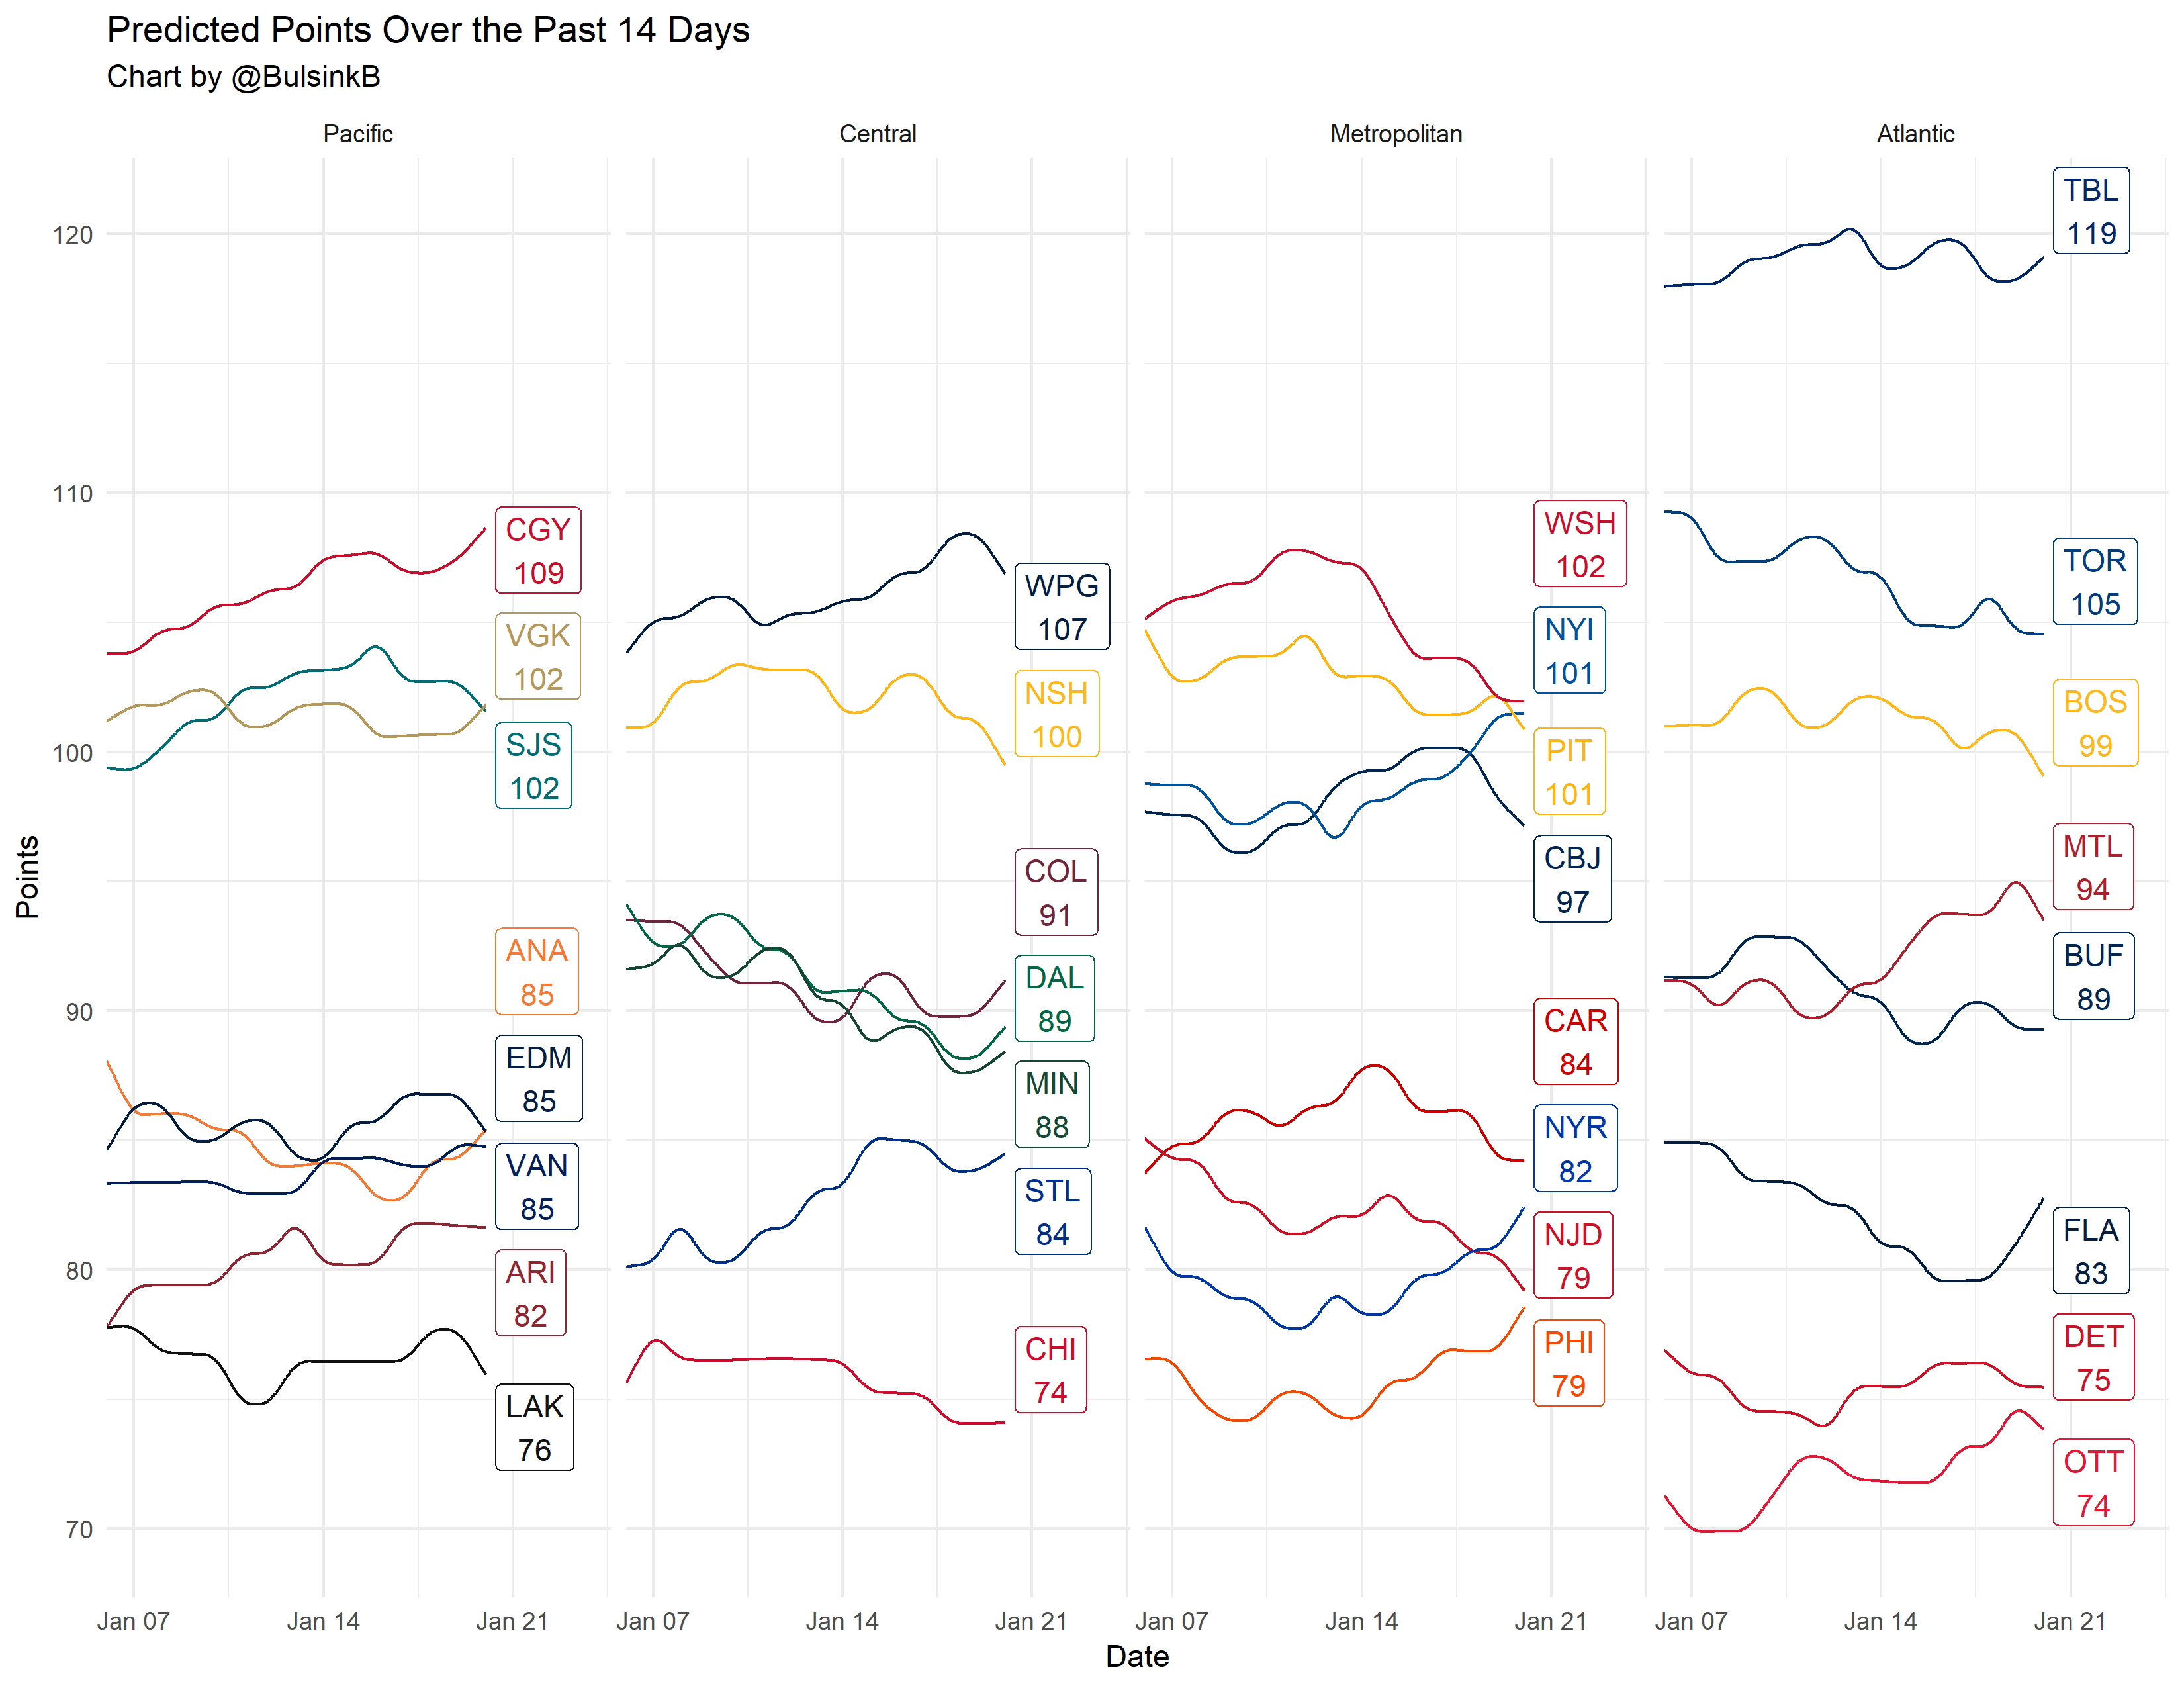 Predicted Points Over the Past 14 Days
Chart by @BulsinkB
Pacific
Central
Metropolitan
Atlantic
Points
120
110
100
90
80
70
CGY
109
VGK
102
SJS
102
ANA
85
EDM
85
VAN
85
ARI
82
LAK
76
WPG
107
NSH
100
COL
91
DAL
89
MIN
88
STL
84
CHI
74
WSH
102
NYI
101
PIT
101
CBJ
97
CAR
84
NYR
82
NJD
79
PHI
79
TBL
119
TOR
105
BOS
99
MTL
94
BUF
89
FLA
83
DET
75
OTT
74
Jan 07
Jan 14
Jan 21
Jan 07
Jan 14
Jan 21
Jan 07
Jan 14
Jan 21
Jan 07
Jan 14
Jan 21
Date